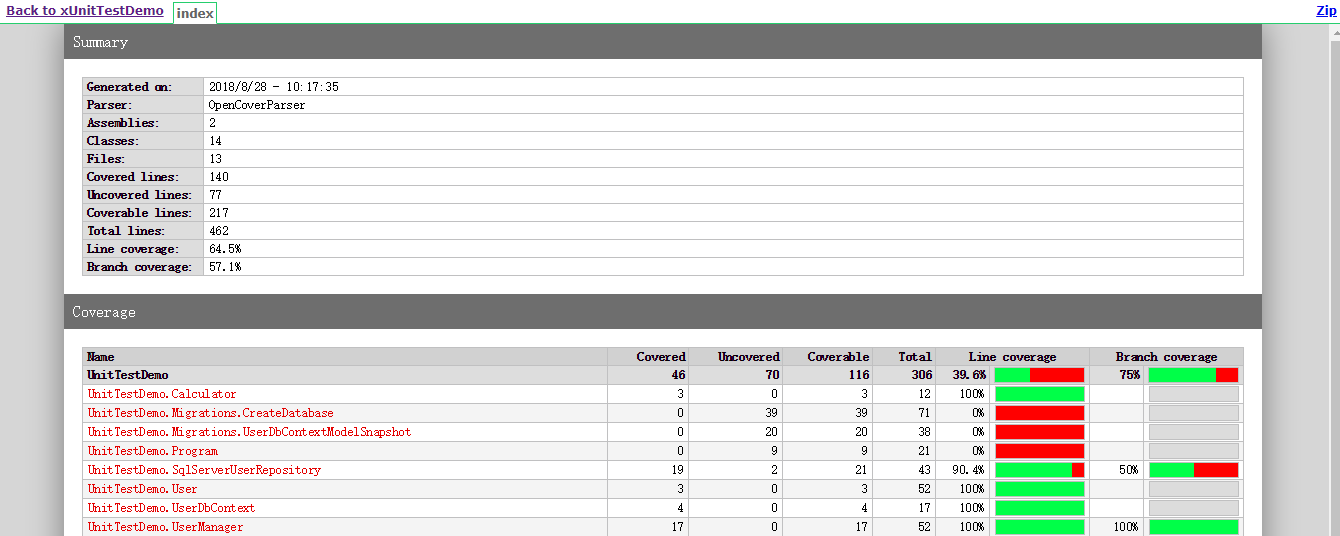 Back to xUnitTestDemo index Zip
Summary
Generated on: 2018/8/28 - 10:17:35
Parser: OpenCoverParser
Assemblies: 2
Classes: 14
Files: 13
Covered lines: 140
Uncovered lines: 77
Coverable lines: 217
Total lines: 462
Line coverage: 64.5%
Branch coverage: 57.1%
Coverage
Name Covered Uncovered Coverable Total Line coverage Branch coverage
UnitTestDemo 46 70 116 306 39.6% 75%
UnitTestDemo.Calculator 3 0 3 12 100%
UnitTestDemo.Migrations.CreateDatabase 0 39 39 71 0%
UnitTestDemo.Migrations.UserDbContextModelSnapshot 0 20 20 38 0%
UnitTestDemo.Program 0 9 9 21 0%
UnitTestDemo.SqlServerUserRepository 19 2 21 43 90.4% 50%
UnitTestDemo.User 3 0 3 52 100%
UnitTestDemo.UserDbContext 4 0 4 17 100%
UnitTestDemo.UserManager 17 0 17 52 100% 100%